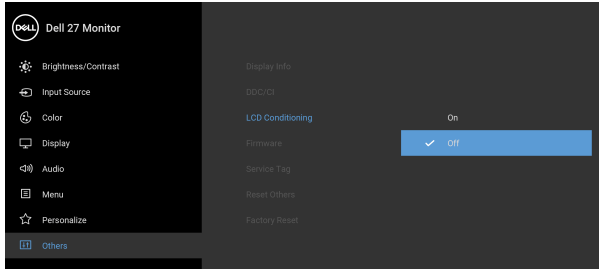 DELL Dell 27 Monitor
Brightness/Contrast
Input Source
Color
Display
Audio
Menu
Personalize
Others
Display Info
DDC/CI
LCD Conditioning
Firmware
Service Tag
Reset Others
Factory Reset
On
Off